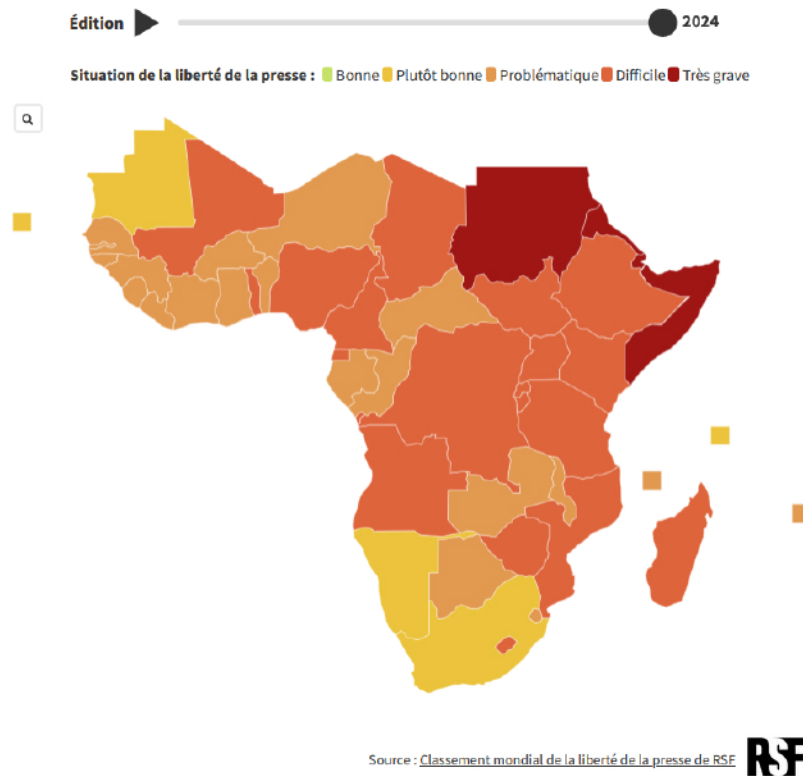 Édition 2024
Situation de la liberté de la presse : Bonne Plutôt bonne Problématique Difficile Très grave
Source : Classement mondial de la liberté de la presse de RSF RSF